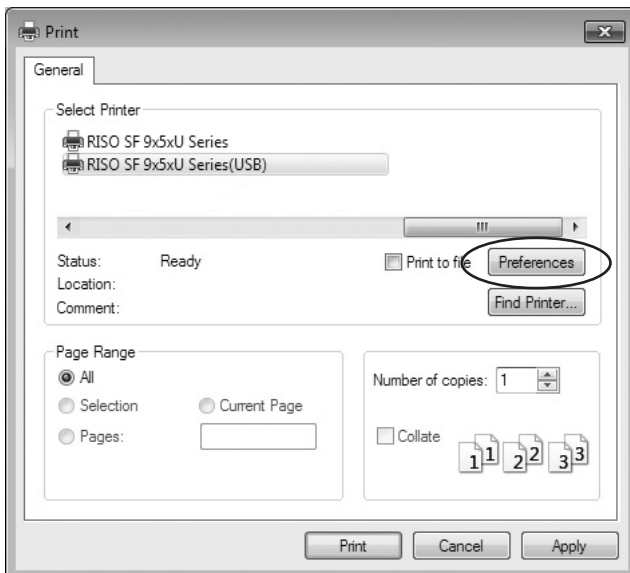 Print
General
Select Printer
RISO SF 9x5xU Series
RISO SF 9x5xU Series(USB)
Status: Ready
Print to file
Preferences
Location:
Comment:
Find Printer...
Page Range
All
Selection
Current Page
Pages:
Number of copies: 1
Collate
1 1 2 2 3 3
Print
Cancel
Apply